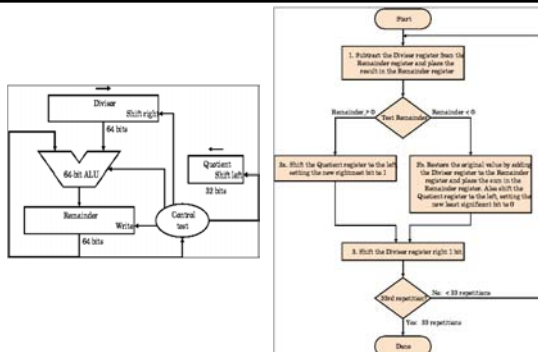 Divisor
Shift right
64 bits
64-bit ALU
Quotient
Shift left
32 bits
Remainder
Write
64 bits
Control
test
Start
1. Subtract the Divisor register from the
Remainder register and place the
result in the Remainder register
Remainder ≥ 0
Remainder < 0
Test Remainder
2a. Shift the Quotient register to the left,
setting the new rightmost bit to 1
2b. Restore the original value by adding
the Divisor register to the Remainder
register and place the sum in the
Remainder register. Also shift the
Quotient register to the left, setting the
new least significant bit to 0
3. Shift the Divisor register right 1 bit
33rd repetition?
No: < 33 repetitions
Yes: 33 repetitions
Done